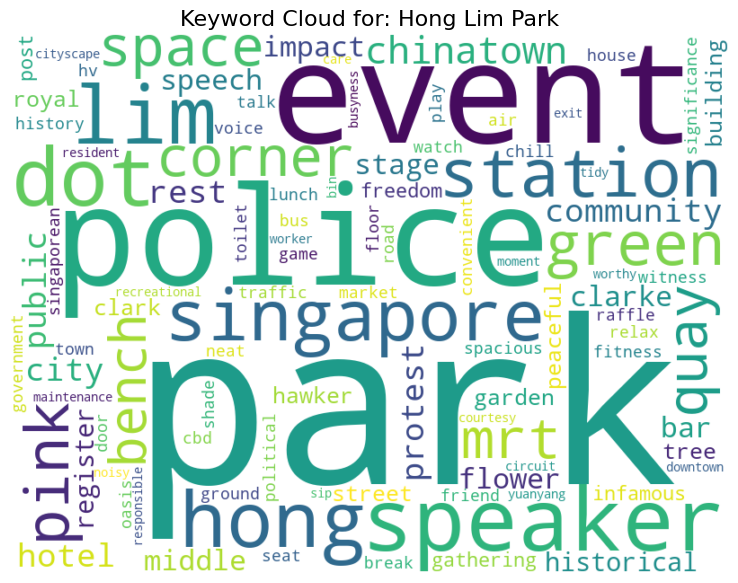 Keyword Cloud for: Hong Lim Park
post
cityscape
space
impact
care
chinatown
house
hv
speech
busyness
significance
building
royal
talk
play
event
air
exit
history
lim
voice
watch
chill
resident
dot
corner
stage
station
tidy
rest
lunch
bin
freedom
community
police
singaporean
toilet
bus
worker
game
floor
road
convenient
moment
green
public
recreational
traffic
market
worthy
witness
clark
singapore
peaceful
clarke
raffle
quay
relax
government
town
city
neat
spacious
fitness
maintenance
bench
shade
park
hawker
protest
garden
courtesy
bar
pink
register
door
cbd
political
mrt
tree
noisy
flower
circuit
downtown
oasis
responsible
ground
hong
sip
street
friend
yuanyang
infamous
speaker
hotel
middle
seat
break
gathering
historical